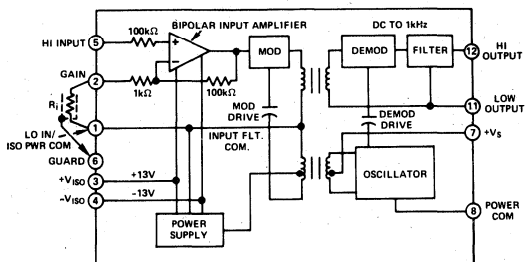 BIPOLAR INPUT AMPLIFIER
DC TO 1kHz
HI INPUT 5 100kΩ + MOD DEMOD FILTER 12 HI OUTPUT
GAIN 2 1kΩ − 100kΩ
MOD DRIVE
DEMOD DRIVE
11 LOW OUTPUT
Ri
LO IN/ ISO PWR COM 1
INPUT FLT. COM.
7 +VS
GUARD 6
+VISO 3 +13V
−VISO 4 −13V
OSCILLATOR
POWER SUPPLY
8 POWER COM